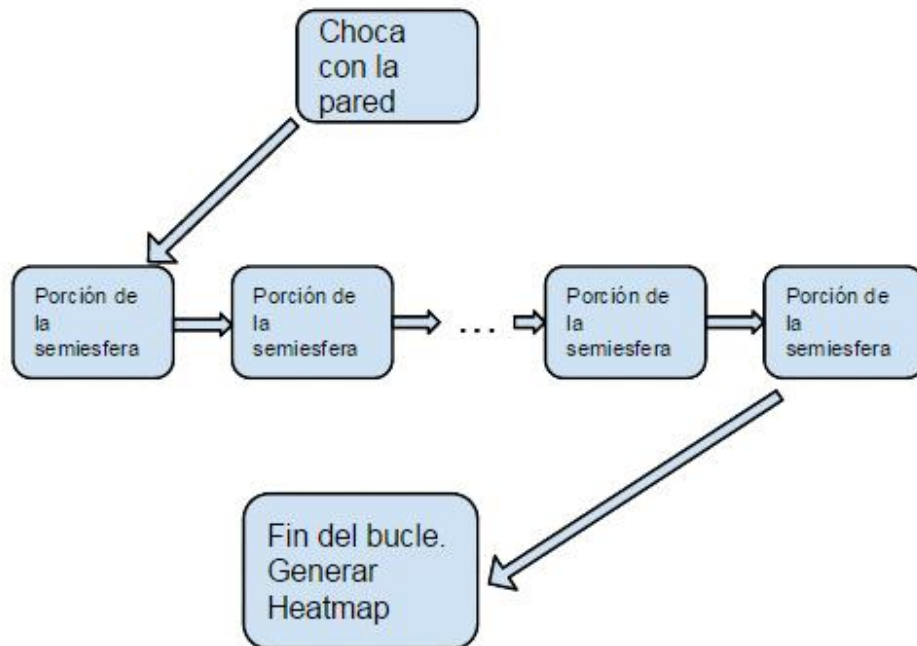 Choca
con la
pared
Porción de
la
semiesfera
Porción de
la
semiesfera
...
Porción de
la
semiesfera
Porción de
la
semiesfera
Fin del bucle.
Generar
Heatmap